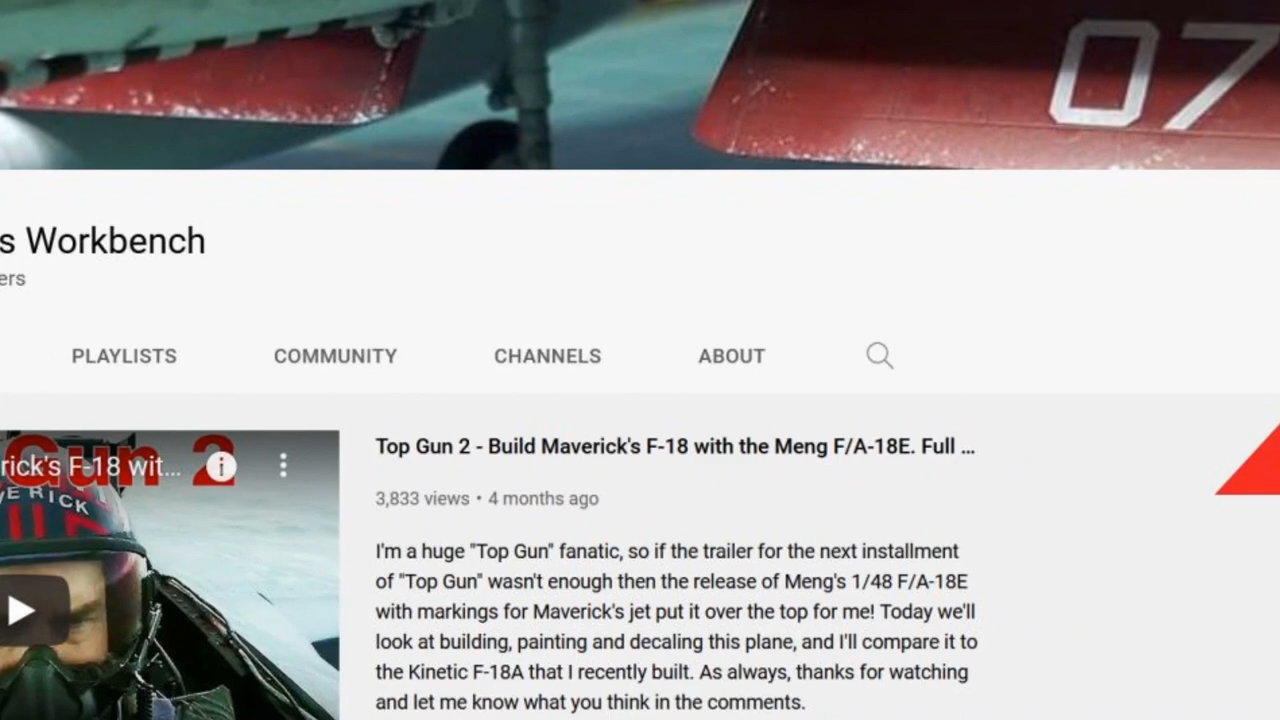 07
s Workbench
ers
PLAYLISTS COMMUNITY CHANNELS ABOUT
Gun 2
rick's F-18 wit...
VERICK
Top Gun 2 - Build Maverick's F-18 with the Meng F/A-18E. Full ...
3,833 views • 4 months ago
I'm a huge "Top Gun" fanatic, so if the trailer for the next installment
of "Top Gun" wasn't enough then the release of Meng's 1/48 F/A-18E
with markings for Maverick's jet put it over the top for me! Today we'll
look at building, painting and decaling this plane, and I'll compare it to
the Kinetic F-18A that I recently built. As always, thanks for watching
and let me know what you think in the comments.